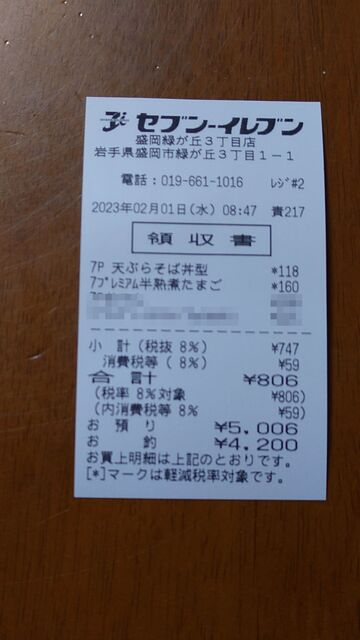 セブン-イレブン
盛岡緑が丘3丁目店
岩手県盛岡市緑が丘3丁目1-1
電話:019-661-1016 レジ#2
2023年02月01日(水) 08:47 責217
領収書
7P 天ぷらそば丼型 *118
7プレミアム半熟煮たまご *160
小 計(税抜 8%) ¥747
消費税等( 8%) ¥59
合 計 ¥806
(税率 8%対象 ¥806)
(内消費税等 8% ¥59)
お 預 り ¥5,006
お 釣 ¥4,200
お買上明細は上記のとおりです。
[*]マークは軽減税率対象です。